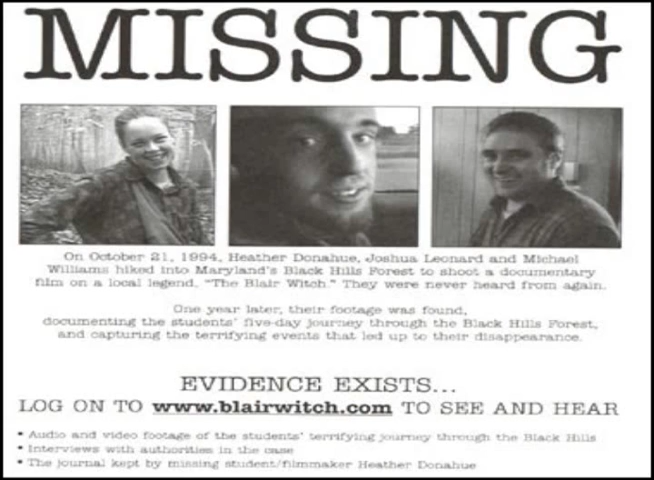 MISSING
On October 21, 1994, Heather Donahue, Joshua Leonard and Michael
Williams hiked into Maryland's Black Hills Forest to shoot a documentary
film on a local legend, "The Blair Witch." They were never heard from again.
One year later, their footage was found,
documenting the students' five-day journey through the Black Hills Forest,
and capturing the terrifying events that led up to their disappearance.
EVIDENCE EXISTS...
LOG ON TO www.blairwitch.com TO SEE AND HEAR
• Audio and video footage of the students' terrifying journey through the Black Hills
• Interviews with authorities in the case
• The journal kept by missing student/filmmaker Heather Donahue